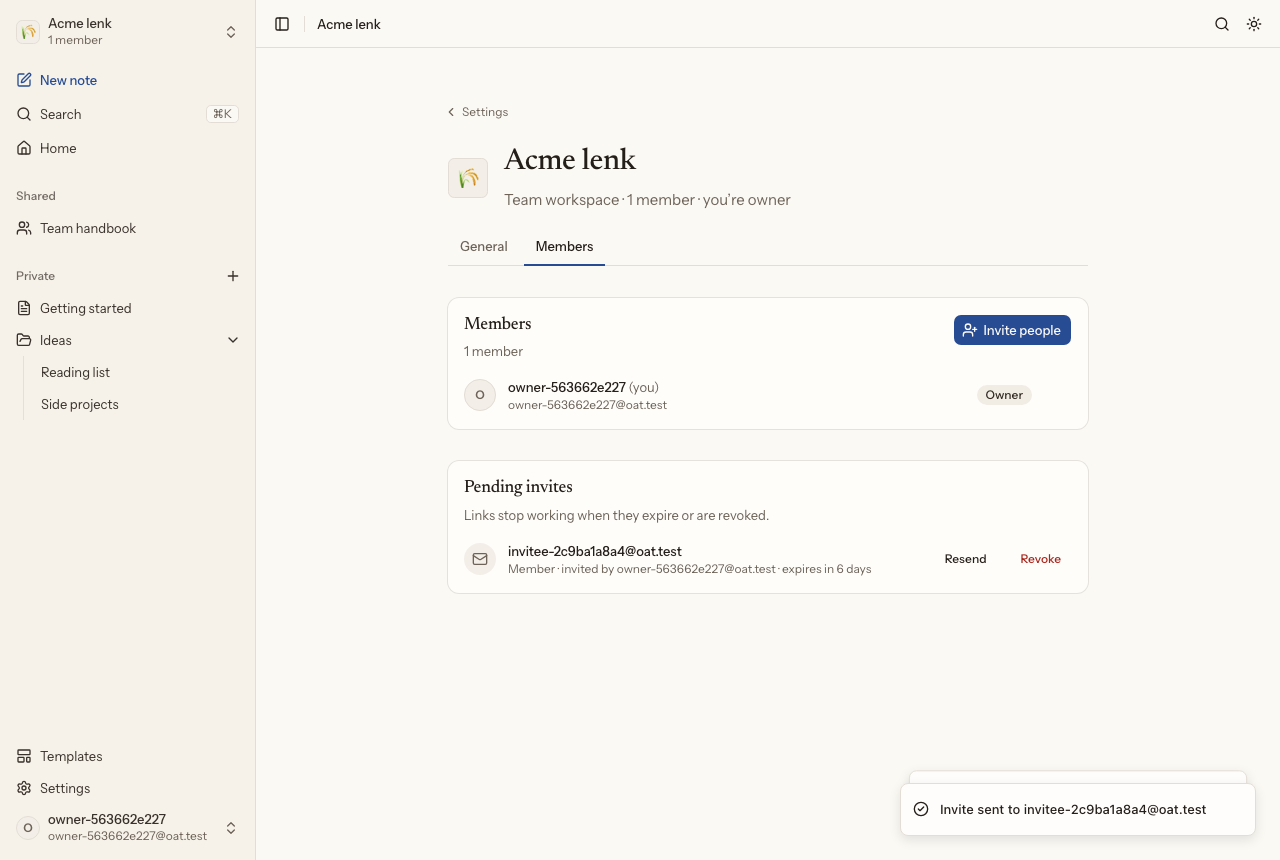 Acme lenk
1 member
New note
Search ⌘K
Home
Shared
Team handbook
Private
Getting started
Ideas
Reading list
Side projects
Templates
Settings
O
owner-563662e227
owner-563662e227@oat.test
Acme lenk
Settings
Acme lenk
Team workspace · 1 member · you're owner
General Members
Members
Invite people
1 member
O
owner-563662e227 (you)
owner-563662e227@oat.test
Owner
Pending invites
Links stop working when they expire or are revoked.
invitee-2c9ba1a8a4@oat.test
Member · invited by owner-563662e227@oat.test · expires in 6 days
Resend Revoke
Invite sent to invitee-2c9ba1a8a4@oat.test